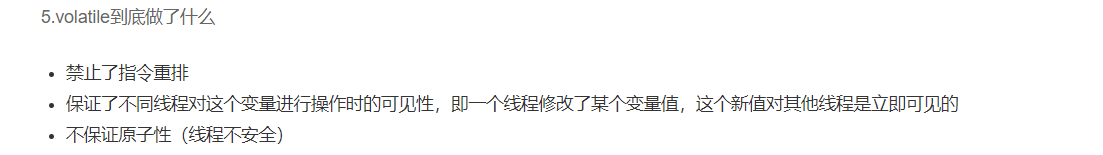 5.volatile到底做了什么
禁止了指令重排
保证了不同线程对这个变量进行操作时的可见性，即一个线程修改了某个变量值，这个新值对其他线程是立即可见的
不保证原子性（线程不安全）